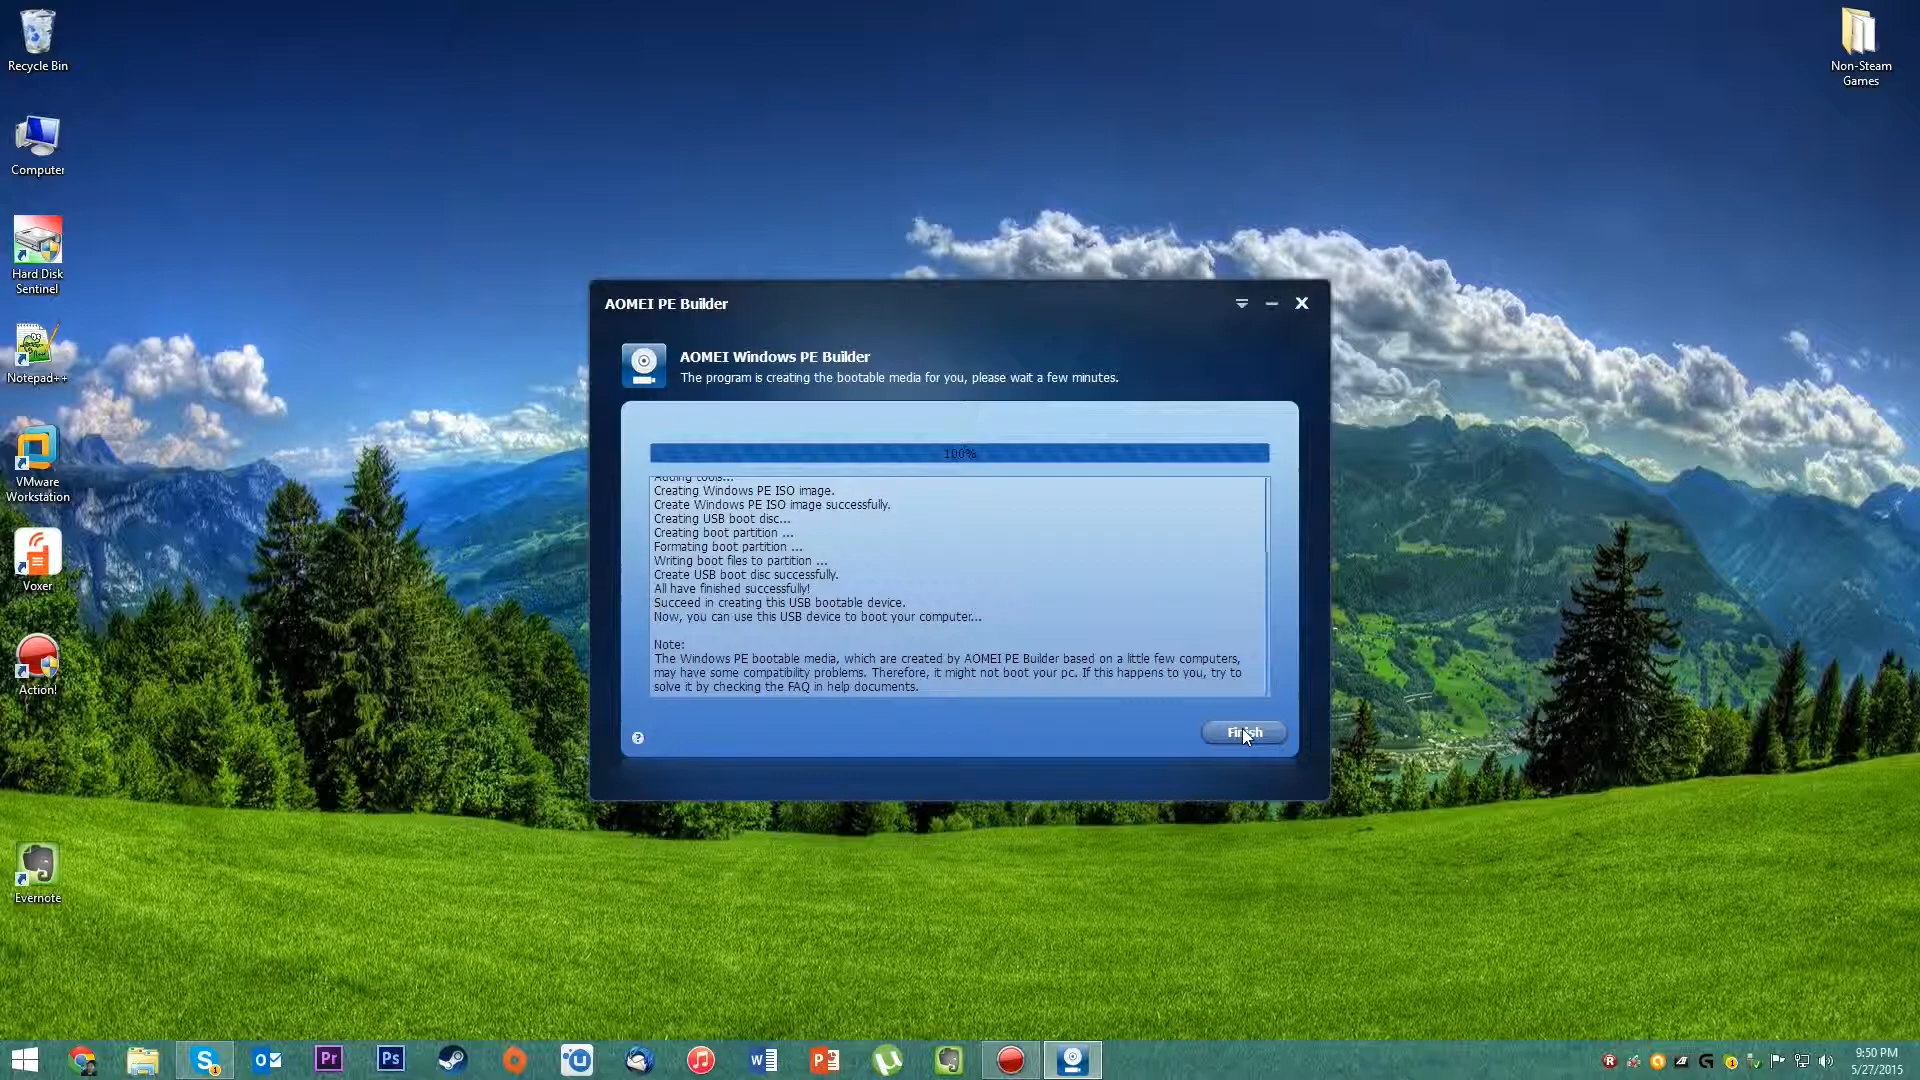 Recycle Bin
Computer
Hard Disk
Sentinel
Notepad++
VMware
Workstation
Voxer
Action!
Evernote
Non-Steam
Games
AOMEI PE Builder
AOMEI Windows PE Builder
The program is creating the bootable media for you, please wait a few minutes.
100%
Adding tools...
Creating Windows PE ISO image.
Create Windows PE ISO image successfully.
Creating USB boot disc...
Creating boot partition ...
Formating boot partition ...
Writing boot files to partition ...
Create USB boot disc successfully.
All have finished successfully!
Succeed in creating this USB bootable device.
Now, you can use this USB device to boot your computer...
Note:
The Windows PE bootable media, which are created by AOMEI PE Builder based on a little few computers,
may have some compatibility problems. Therefore, it might not boot your pc. If this happens to you, try to
solve it by checking the FAQ in help documents.
Finish
Pr
Ps
9:50 PM
5/27/2015